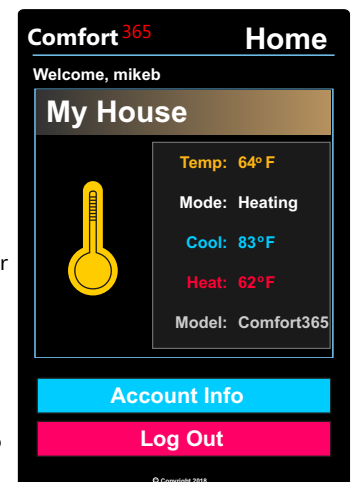 Comfort 365 Home
Welcome, mikeb
My House
Temp: 64º F
Mode: Heating
Cool: 83°F
Heat: 62°F
Model: Comfort365
r
Account Info
Log Out
© Copyright 2018